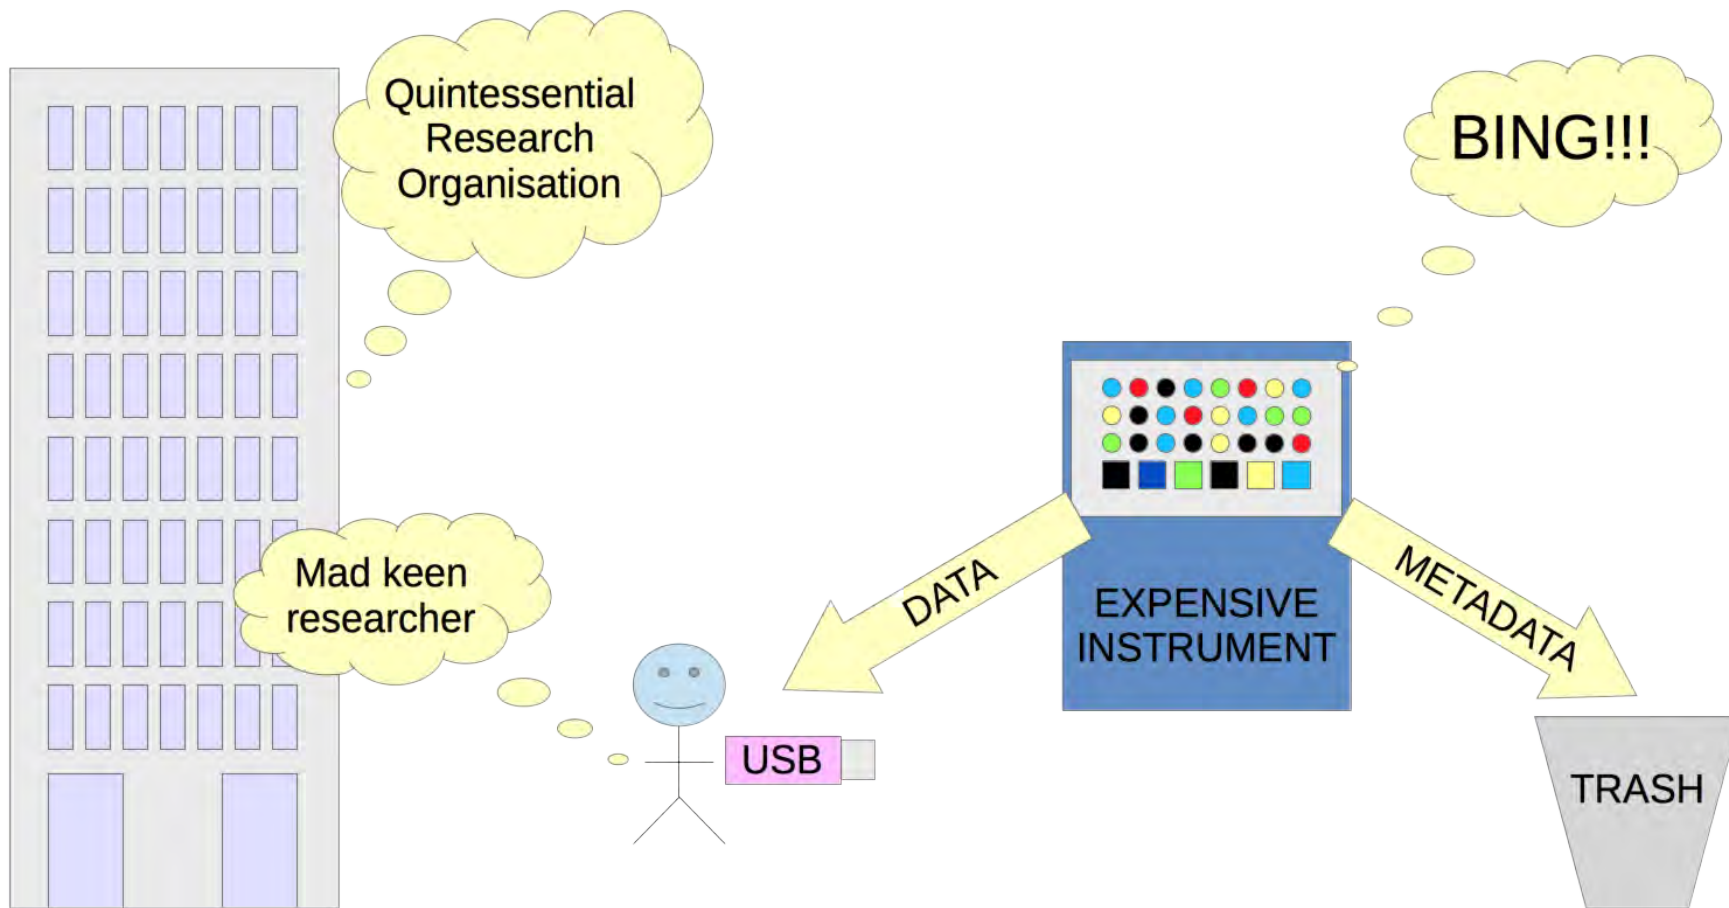 Quintessential
Research
Organisation
BING!!!
Mad keen
researcher
DATA
METADATA
EXPENSIVE
INSTRUMENT
USB
TRASH